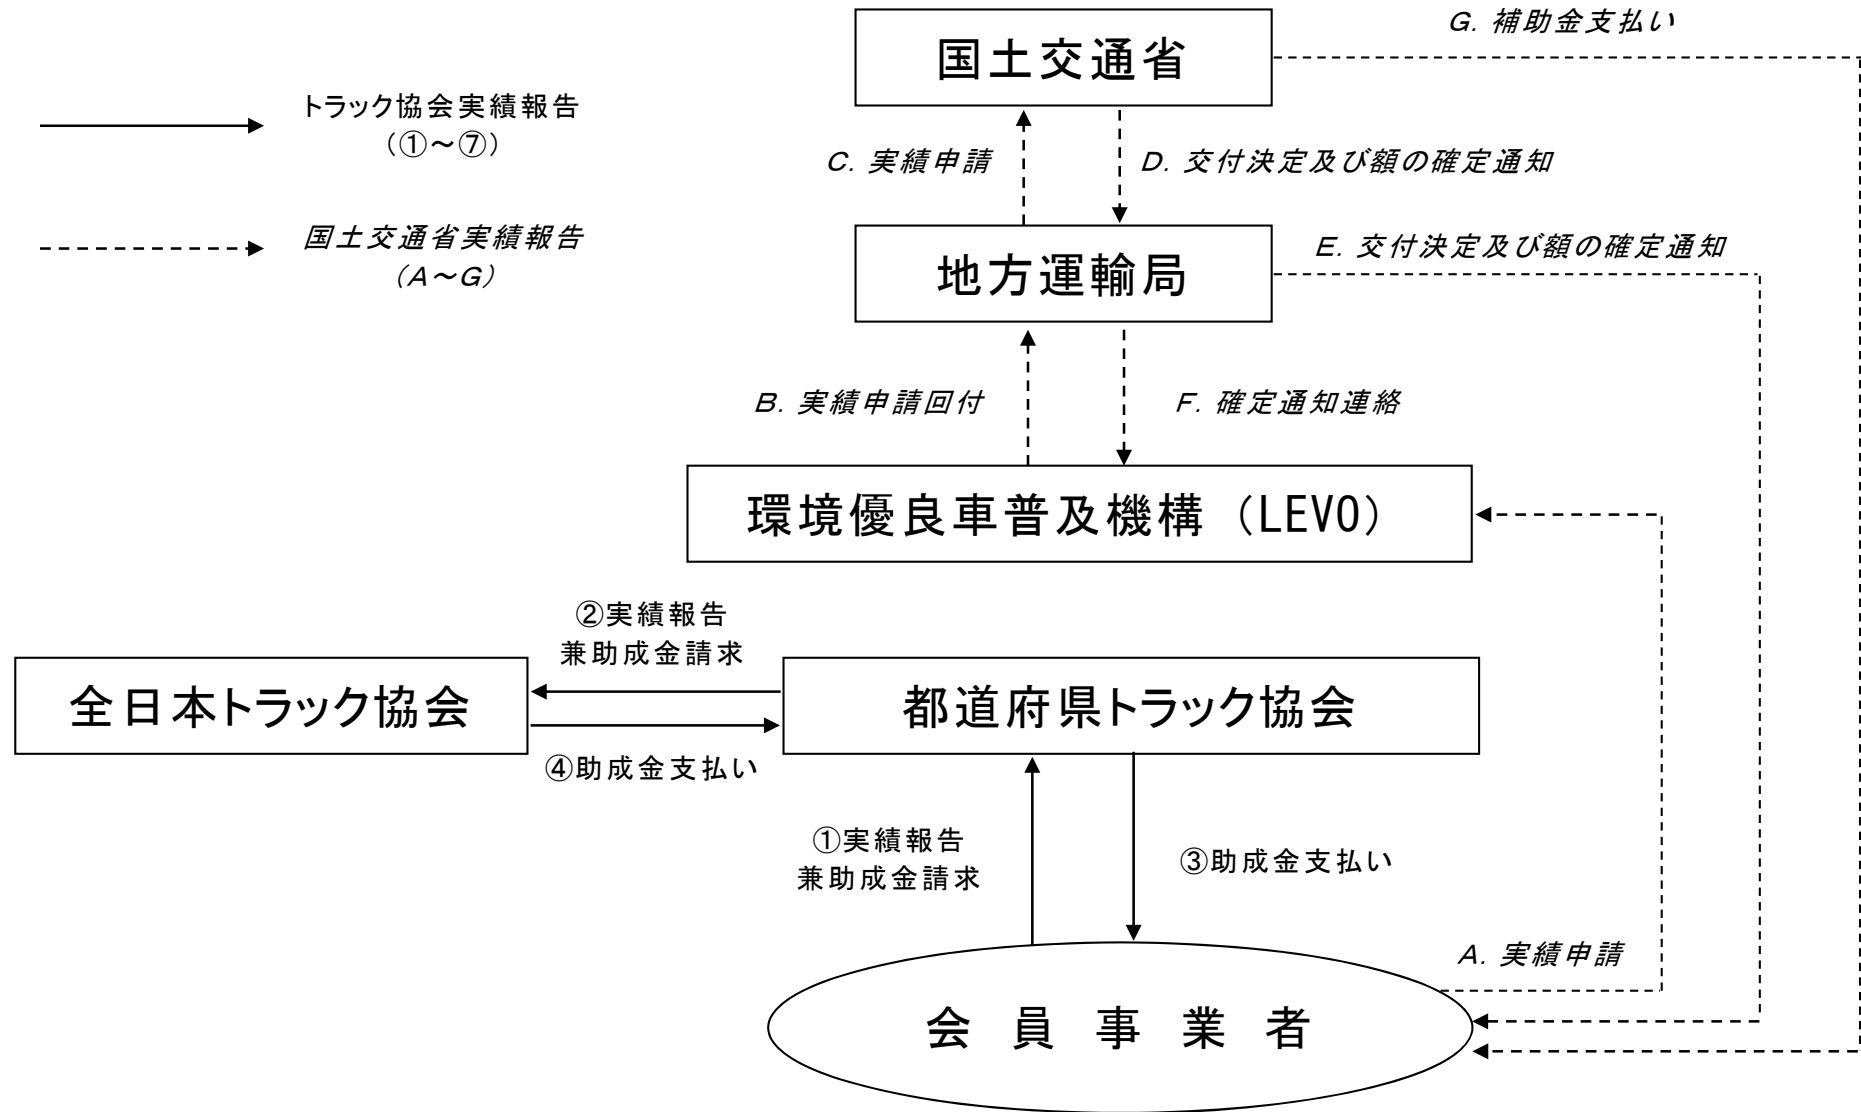 G. 補助金支払い
国土交通省
トラック協会実績報告
（①～⑦）
C. 実績申請
D. 交付決定及び額の確定通知
国土交通省実績報告
（A～G）
E. 交付決定及び額の確定通知
地方運輸局
B. 実績申請回付
F. 確定通知連絡
環境優良車普及機構（LEVO）
②実績報告
兼助成金請求
全日本トラック協会
都道府県トラック協会
④助成金支払い
①実績報告
兼助成金請求
③助成金支払い
A. 実績申請
会員事業者